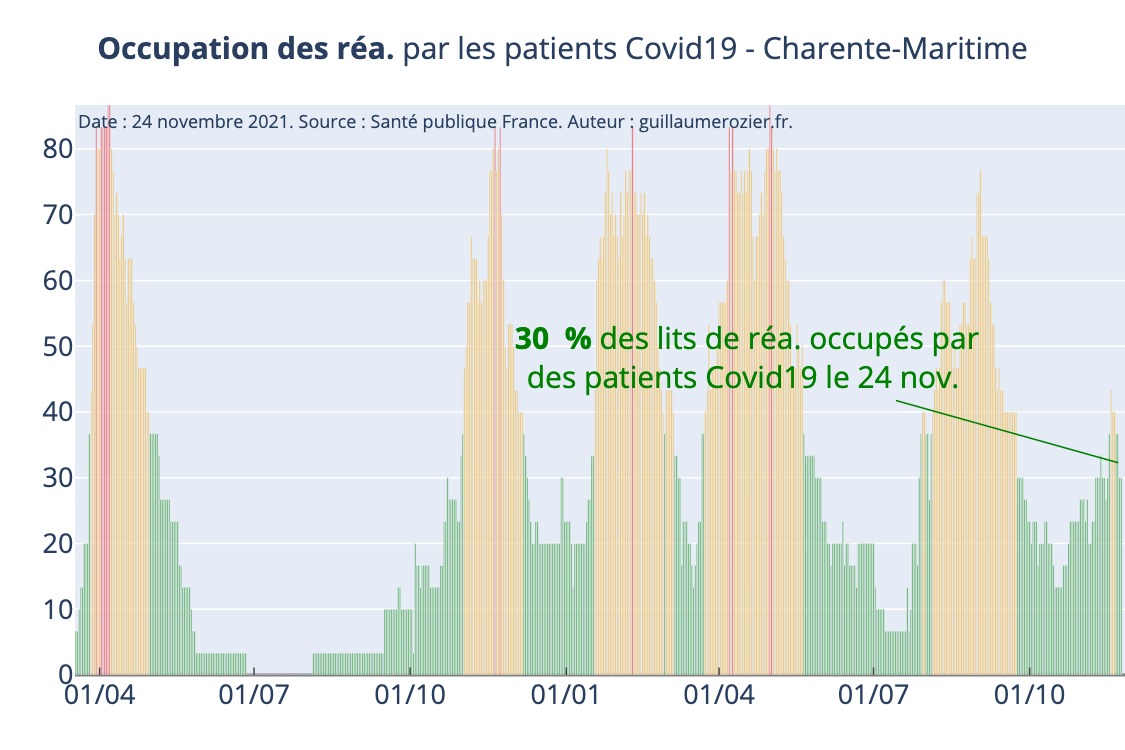 Occupation des réa. par les patients Covid19 - Charente-Maritime
Date : 24 novembre 2021. Source : Santé publique France. Auteur : guillaumerozier.fr.
80
70
60
50
40
30
20
10
0
30 % des lits de réa. occupés par
des patients Covid19 le 24 nov.
01/04 01/07 01/10 01/01 01/04 01/07 01/10